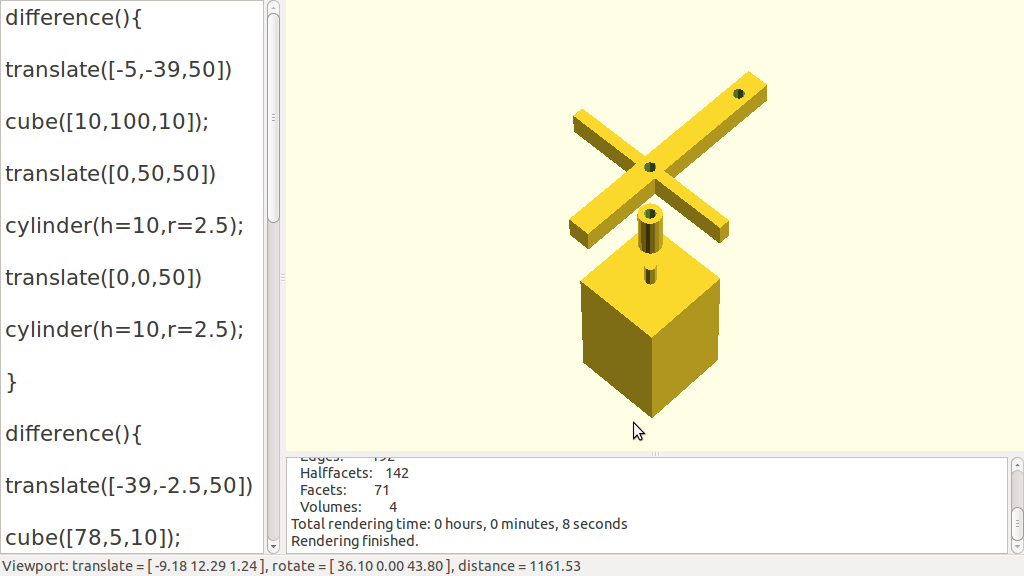 difference(){
translate([-5,-39,50])
cube([10,100,10]);
translate([0,50,50])
cylinder(h=10,r=2.5);
translate([0,0,50])
cylinder(h=10,r=2.5);
}
difference(){
translate([-39,-2.5,50])
cube([78,5,10]);
Edges: 192
Halffacets: 142
Facets: 71
Volumes: 4
Total rendering time: 0 hours, 0 minutes, 8 seconds
Rendering finished.
Viewport: translate = [ -9.18 12.29 1.24 ], rotate = [ 36.10 0.00 43.80 ], distance = 1161.53